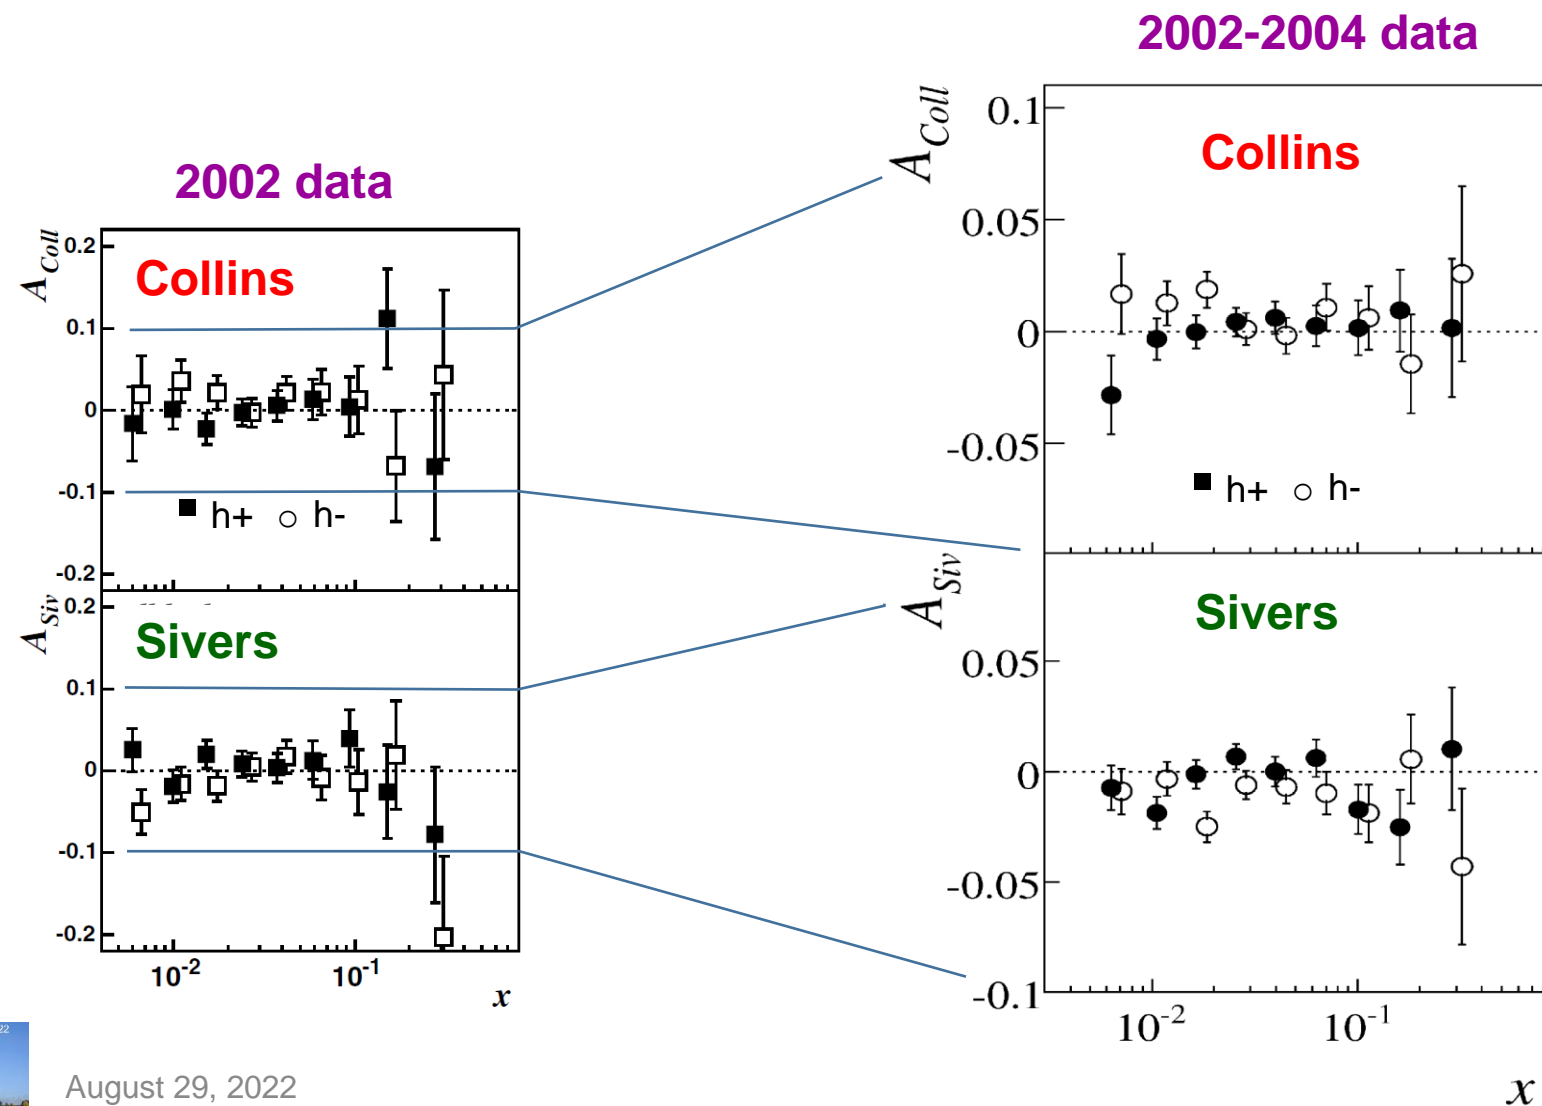 2002-2004 data
2002 data
A_Coll
0.2
Collins
0.1
0
-0.1
h+ h-
-0.2
A_Siv
0.2
Sivers
0.1
0
-0.1
-0.2
10^-2 10^-1
x
A_Coll
0.1
Collins
0.05
0
-0.05
h+ h-
A_Siv
Sivers
0.05
0
-0.05
-0.1
10^-2 10^-1
x
22
August 29, 2022